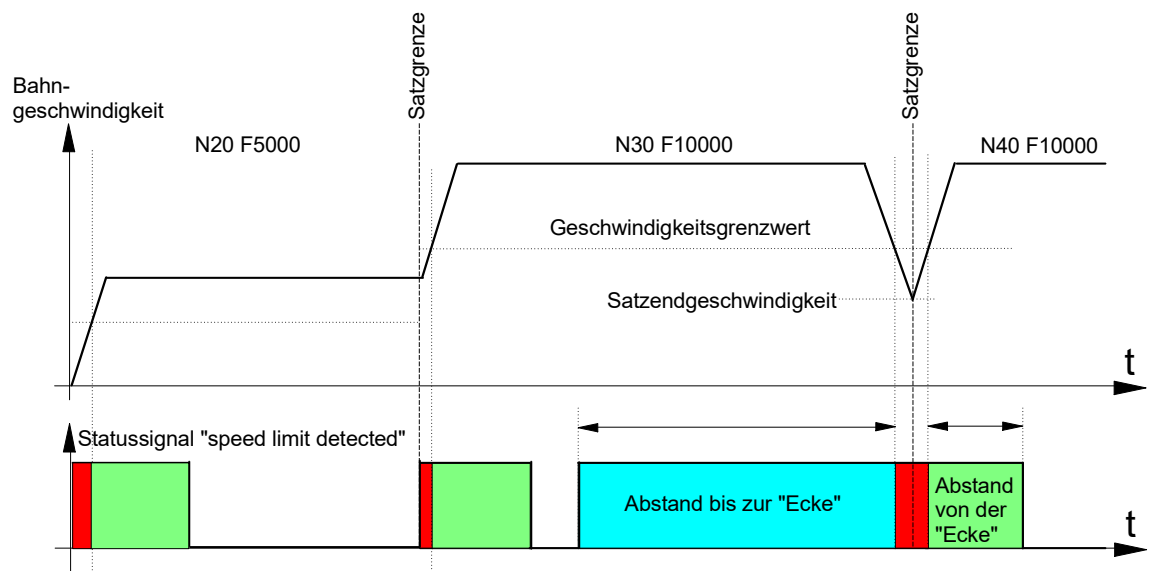 Satzgrenze
Satzgrenze
Bahn-
geschwindigkeit
N20 F5000
N30 F10000
N40 F10000
Geschwindigkeitsgrenzwert
Satzendgeschwindigkeit
t
Statussignal "speed limit detected"
Abstand bis zur "Ecke"
Abstand
von der
"Ecke"
t